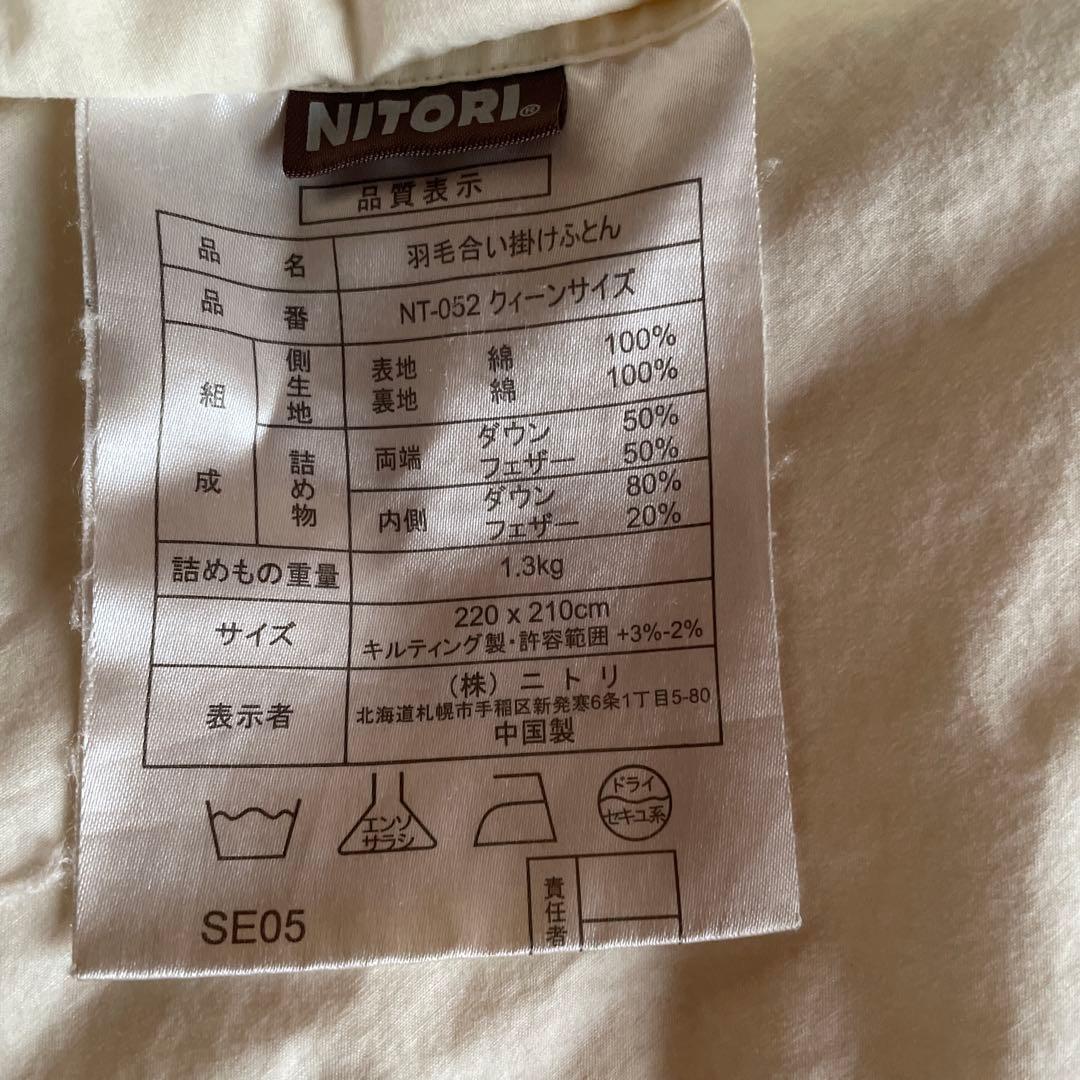 NITORI®
品質表示
品名 羽毛合い掛けふとん
品番 NT-052 クィーンサイズ
組成 側生地 表地 綿 100%
裏地 綿 100%
詰め物 両端 ダウン 50%
フェザー 50%
内側 ダウン 80%
フェザー 20%
詰めもの重量 1.3kg
サイズ 220 x 210cm
キルティング製・許容範囲 +3%-2%
表示者 (株)ニトリ
北海道札幌市手稲区新発寒6条1丁目5-80
中国製
エンソ
サラシ
ドライ
セキユ系
責任者
SE05